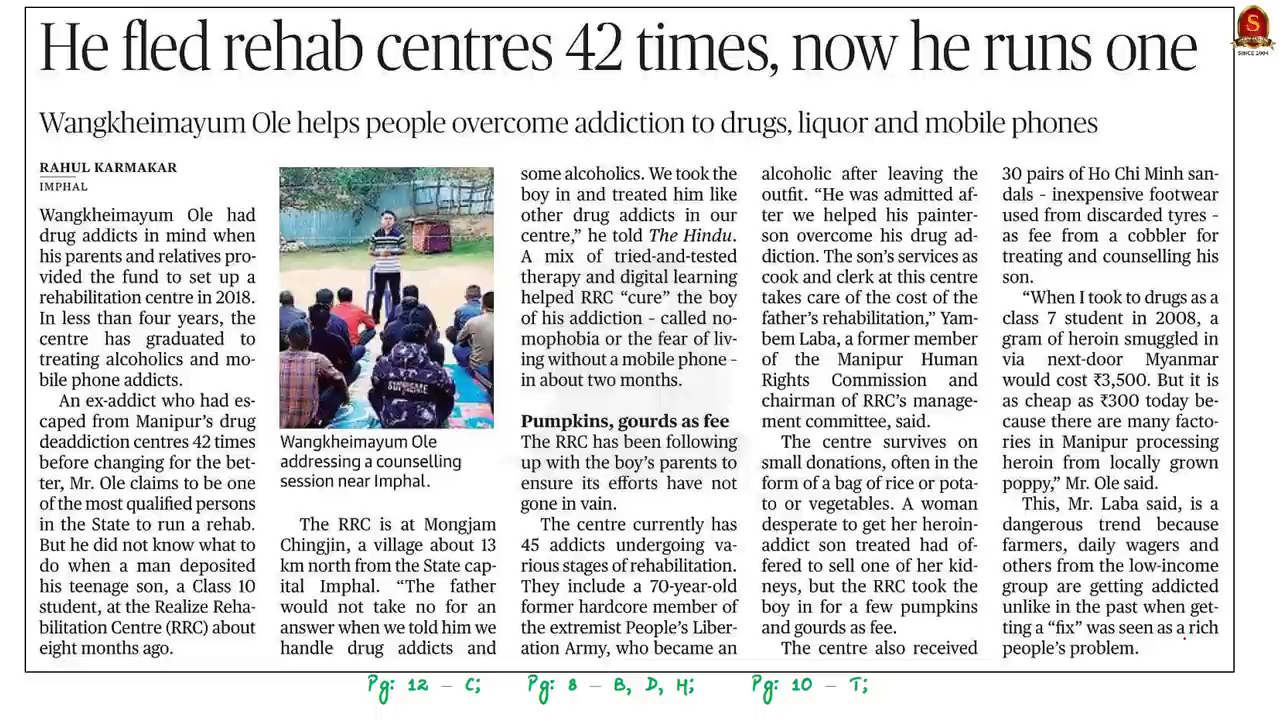 He fled rehab centres 42 times, now he runs one
S
SINCE 2004
Wangkheimayum Ole helps people overcome addiction to drugs, liquor and mobile phones
RAHUL KARMAKAR
IMPHAL
Wangkheimayum Ole had
drug addicts in mind when
his parents and relatives pro-
vided the fund to set up a
rehabilitation centre in 2018.
In less than four years, the
centre has graduated to
treating alcoholics and mo-
bile phone addicts.
An ex-addict who had es-
caped from Manipur's drug
deaddiction centres 42 times
before changing for the bet-
ter, Mr. Ole claims to be one
of the most qualified persons
in the State to run a rehab.
But he did not know what to
do when a man deposited
his teenage son, a Class 10
student, at the Realize Reha-
bilitation Centre (RRC) about
eight months ago.
SUPREME
Wangkheimayum Ole
addressing a counselling
session near Imphal.
The RRC is at Mongjam
Chingjin, a village about 13
km north from the State cap-
ital Imphal. “The father
would not take no for an
answer when we told him we
handle drug addicts and
some alcoholics. We took the
boy in and treated him like
other drug addicts in our
centre,” he told The Hindu.
A mix of tried-and-tested
therapy and digital learning
helped RRC “cure” the boy
of his addiction – called no-
mophobia or the fear of liv-
ing without a mobile phone –
in about two months.
Pumpkins, gourds as fee
The RRC has been following
up with the boy's parents to
ensure its efforts have not
gone in vain.
The centre currently has
45 addicts undergoing va-
rious stages of rehabilitation.
They include a 70-year-old
former hardcore member of
the extremist People's Liber-
ation Army, who became an
alcoholic after leaving the
outfit. “He was admitted af-
ter we helped his painter-
son overcome his drug ad-
diction. The son's services as
cook and clerk at this centre
takes care of the cost of the
father's rehabilitation,” Yam-
bem Laba, a former member
of the Manipur Human
Rights Commission and
chairman of RRC's manage-
ment committee, said.
The centre survives on
small donations, often in the
form of a bag of rice or pota-
to or vegetables. A woman
desperate to get her heroin-
addict son treated had of-
fered to sell one of her kid-
neys, but the RRC took the
boy in for a few pumpkins
and gourds as fee.
The centre also received
30 pairs of Ho Chi Minh san-
dals – inexpensive footwear
used from discarded tyres –
as fee from a cobbler for
treating and counselling his
son.
“When I took to drugs as a
class 7 student in 2008, a
gram of heroin smuggled in
via next-door Myanmar
would cost ₹3,500. But it is
as cheap as ₹300 today be-
cause there are many facto-
ries in Manipur processing
heroin from locally grown
poppy,” Mr. Ole said.
This, Mr. Laba said, is a
dangerous trend because
farmers, daily wagers and
others from the low-income
group are getting addicted
unlike in the past when get-
ting a “fix” was seen as a rich
people's problem.
Pg: 12 – C; Pg: 8 – B, D, H; Pg: 10 – T;